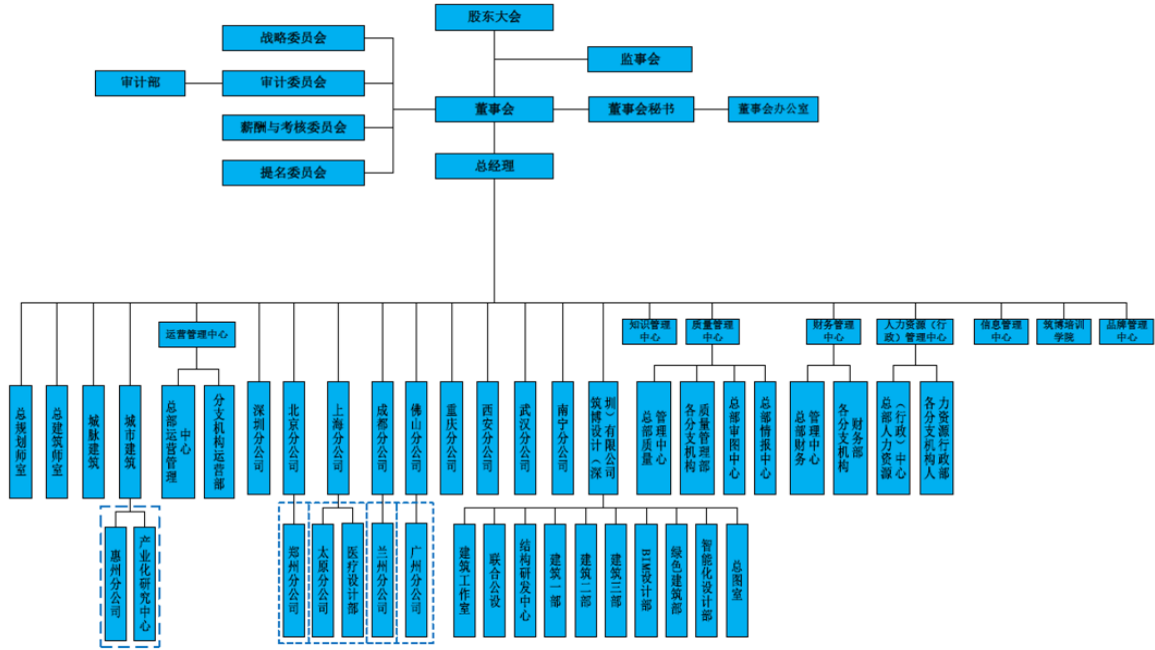 股东大会
战略委员会
监事会
审计部
审计委员会
董事会
董事会秘书
董事会办公室
薪酬与考核委员会
总经理
提名委员会
运营管理中心
知识管理
中心
质量管理
中心
财务管理
中心
人力资源（行
政）管理中心
信息管理
中心
筑博培训
学院
品牌管理
中心
总规划师室
总建筑师室
城脉建筑
城市建筑
总部运营管理
中心
分支机构运营部
深圳分公司
北京分公司
上海分公司
成都分公司
佛山分公司
重庆分公司
西安分公司
武汉分公司
南宁分公司
筑博设计（深
圳）有限公司
总部质量
管理中心
各分支机构
质量管理部
总部审图中心
总部情报中心
总部财务
管理中心
各分支机构
财务部
总部人力资源
（行政）中心
各分支机构人
力资源行政部
惠州分公司
产业化研究中心
郑州分公司
太原分公司
医疗设计部
兰州分公司
广州分公司
建筑工作室
联合公设
结构研发中心
建筑一部
建筑二部
建筑三部
BIM设计部
绿色建筑部
智能化设计部
总图室